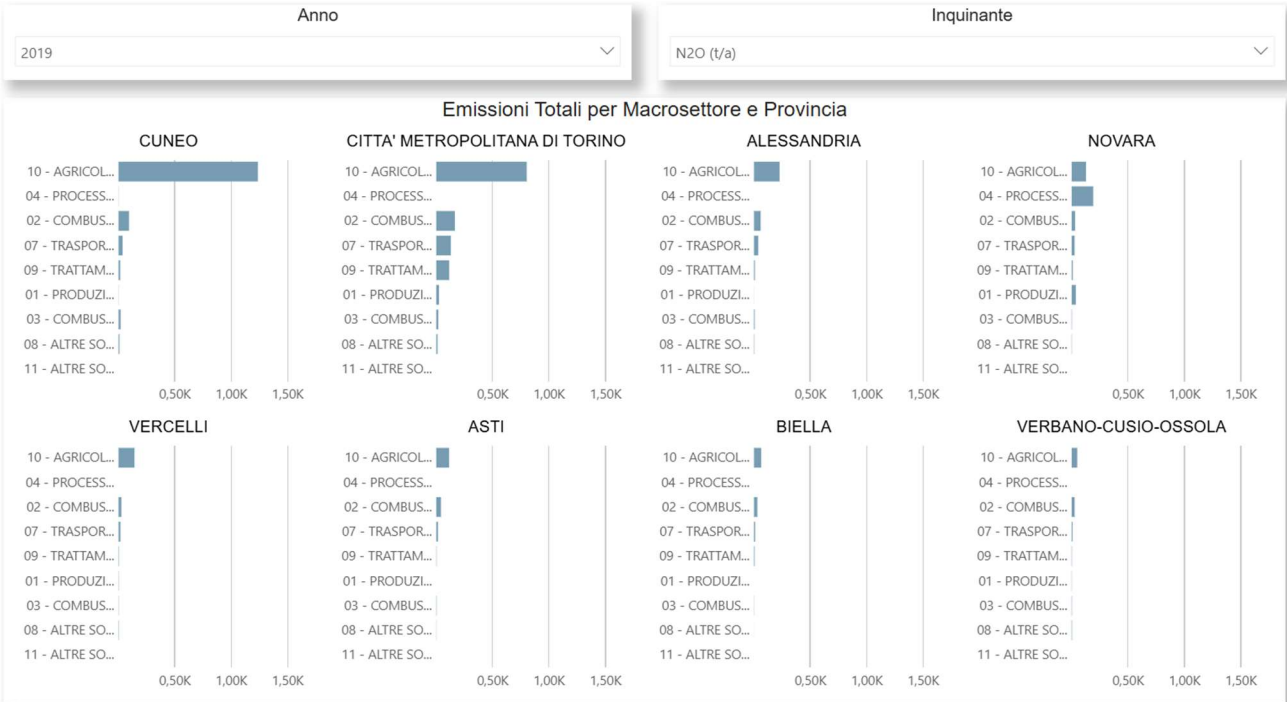 Anno
2019
Inquinante
N2O (t/a)
Emissioni Totali per Macrosettore e Provincia
CUNEO
10 - AGRICOL...
04 - PROCESS...
02 - COMBUS...
07 - TRASPOR...
09 - TRATTAM...
01 - PRODUZI...
03 - COMBUS...
08 - ALTRE SO...
11 - ALTRE SO...
0,50K 1,00K 1,50K
CITTA' METROPOLITANA DI TORINO
10 - AGRICOL...
04 - PROCESS...
02 - COMBUS...
07 - TRASPOR...
09 - TRATTAM...
01 - PRODUZI...
03 - COMBUS...
08 - ALTRE SO...
11 - ALTRE SO...
0,50K 1,00K 1,50K
ALESSANDRIA
10 - AGRICOL...
04 - PROCESS...
02 - COMBUS...
07 - TRASPOR...
09 - TRATTAM...
01 - PRODUZI...
03 - COMBUS...
08 - ALTRE SO...
11 - ALTRE SO...
0,50K 1,00K 1,50K
NOVARA
10 - AGRICOL...
04 - PROCESS...
02 - COMBUS...
07 - TRASPOR...
09 - TRATTAM...
01 - PRODUZI...
03 - COMBUS...
08 - ALTRE SO...
11 - ALTRE SO...
0,50K 1,00K 1,50K
VERCELLI
10 - AGRICOL...
04 - PROCESS...
02 - COMBUS...
07 - TRASPOR...
09 - TRATTAM...
01 - PRODUZI...
03 - COMBUS...
08 - ALTRE SO...
11 - ALTRE SO...
0,50K 1,00K 1,50K
ASTI
10 - AGRICOL...
04 - PROCESS...
02 - COMBUS...
07 - TRASPOR...
09 - TRATTAM...
01 - PRODUZI...
03 - COMBUS...
08 - ALTRE SO...
11 - ALTRE SO...
0,50K 1,00K 1,50K
BIELLA
10 - AGRICOL...
04 - PROCESS...
02 - COMBUS...
07 - TRASPOR...
09 - TRATTAM...
01 - PRODUZI...
03 - COMBUS...
08 - ALTRE SO...
11 - ALTRE SO...
0,50K 1,00K 1,50K
VERBANO-CUSIO-OSSOLA
10 - AGRICOL...
04 - PROCESS...
02 - COMBUS...
07 - TRASPOR...
09 - TRATTAM...
01 - PRODUZI...
03 - COMBUS...
08 - ALTRE SO...
11 - ALTRE SO...
0,50K 1,00K 1,50K